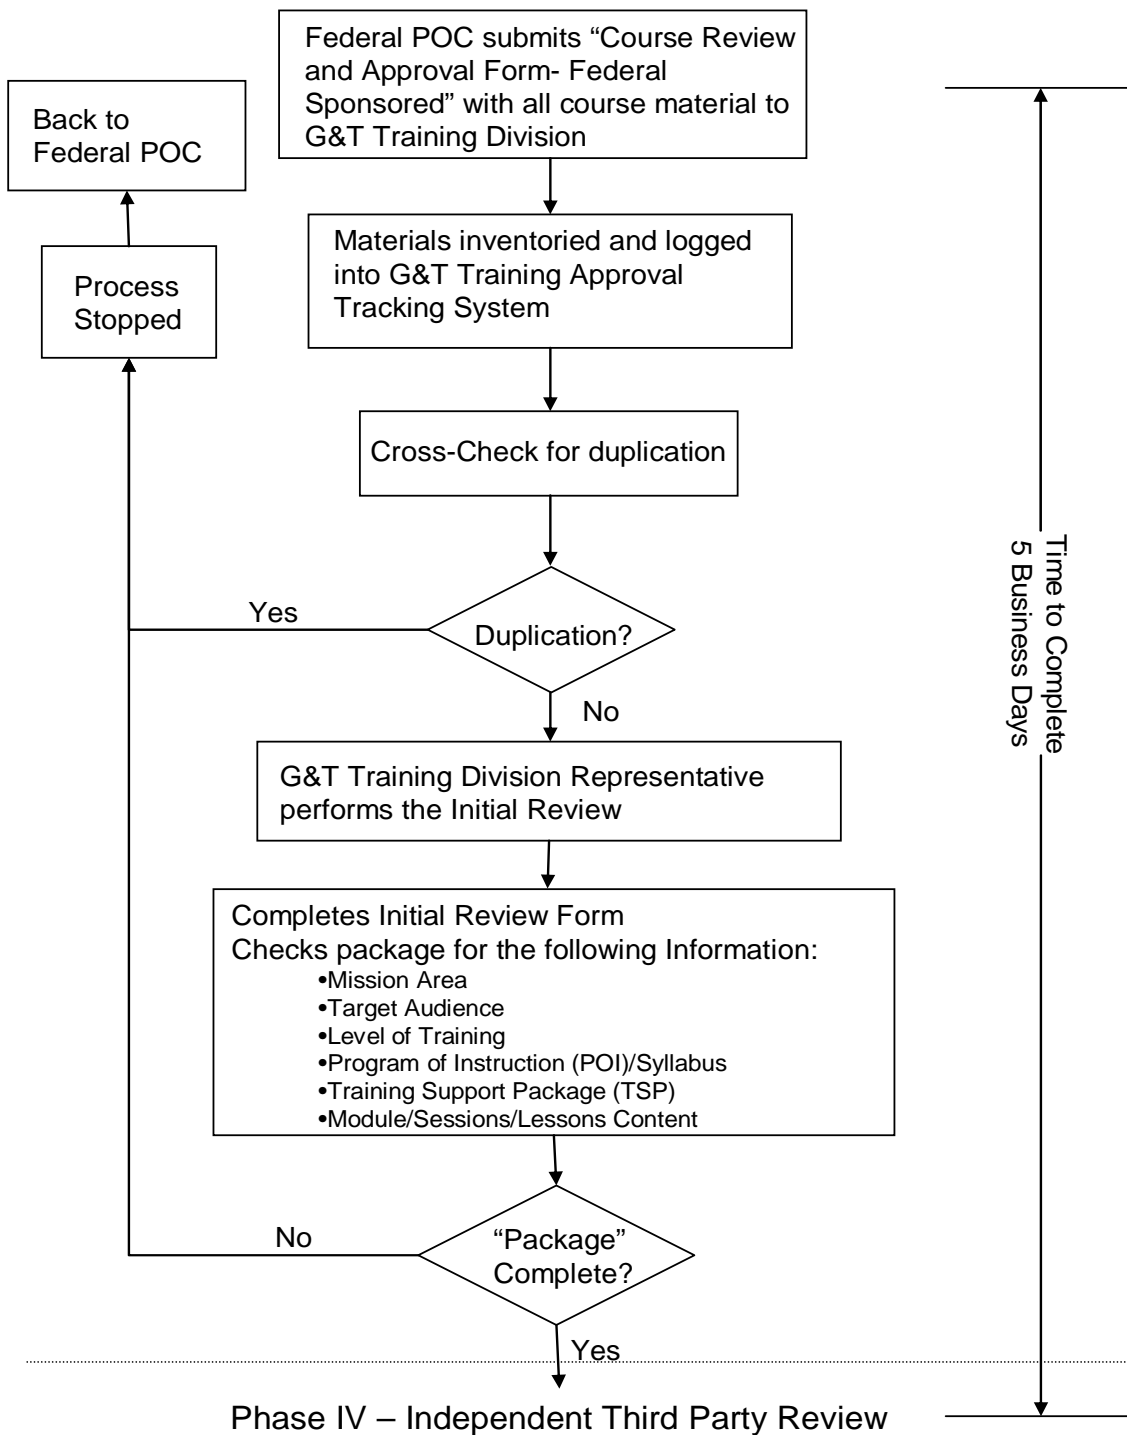 Federal POC submits “Course Review
and Approval Form- Federal
Sponsored” with all course material to
G&T Training Division
Back to
Federal POC
Materials inventoried and logged
into G&T Training Approval
Tracking System
Process
Stopped
Cross-Check for duplication
Time to Complete
5 Business Days
Yes
Duplication?
No
G&T Training Division Representative
performs the Initial Review
Completes Initial Review Form
Checks package for the following Information:
•Mission Area
•Target Audience
•Level of Training
•Program of Instruction (POI)/Syllabus
•Training Support Package (TSP)
•Module/Sessions/Lessons Content
No
“Package”
Complete?
Yes
Phase IV – Independent Third Party Review